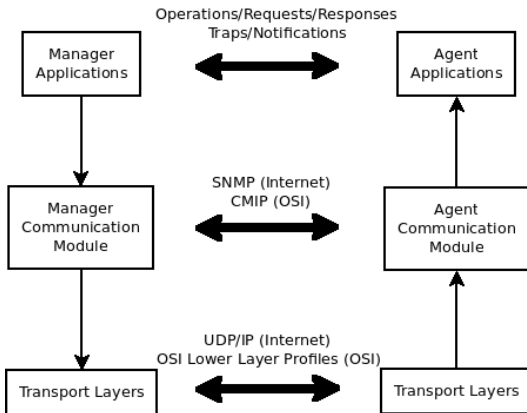 Operations/Requests/Responses
Traps/Notifications
Manager
Applications
Agent
Applications
SNMP (Internet)
CMIP (OSI)
Manager
Communication
Module
Agent
Communication
Module
UDP/IP (Internet)
OSI Lower Layer Profiles (OSI)
Transport Layers
Transport Layers